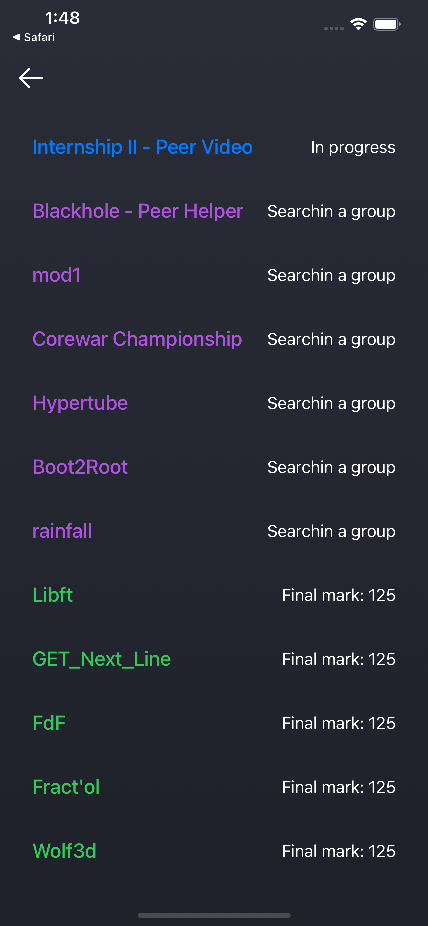 1:48
◀ Safari
Internship II - Peer Video In progress
Blackhole - Peer Helper Searchin a group
mod1 Searchin a group
Corewar Championship Searchin a group
Hypertube Searchin a group
Boot2Root Searchin a group
rainfall Searchin a group
Libft Final mark: 125
GET_Next_Line Final mark: 125
FdF Final mark: 125
Fract'ol Final mark: 125
Wolf3d Final mark: 125